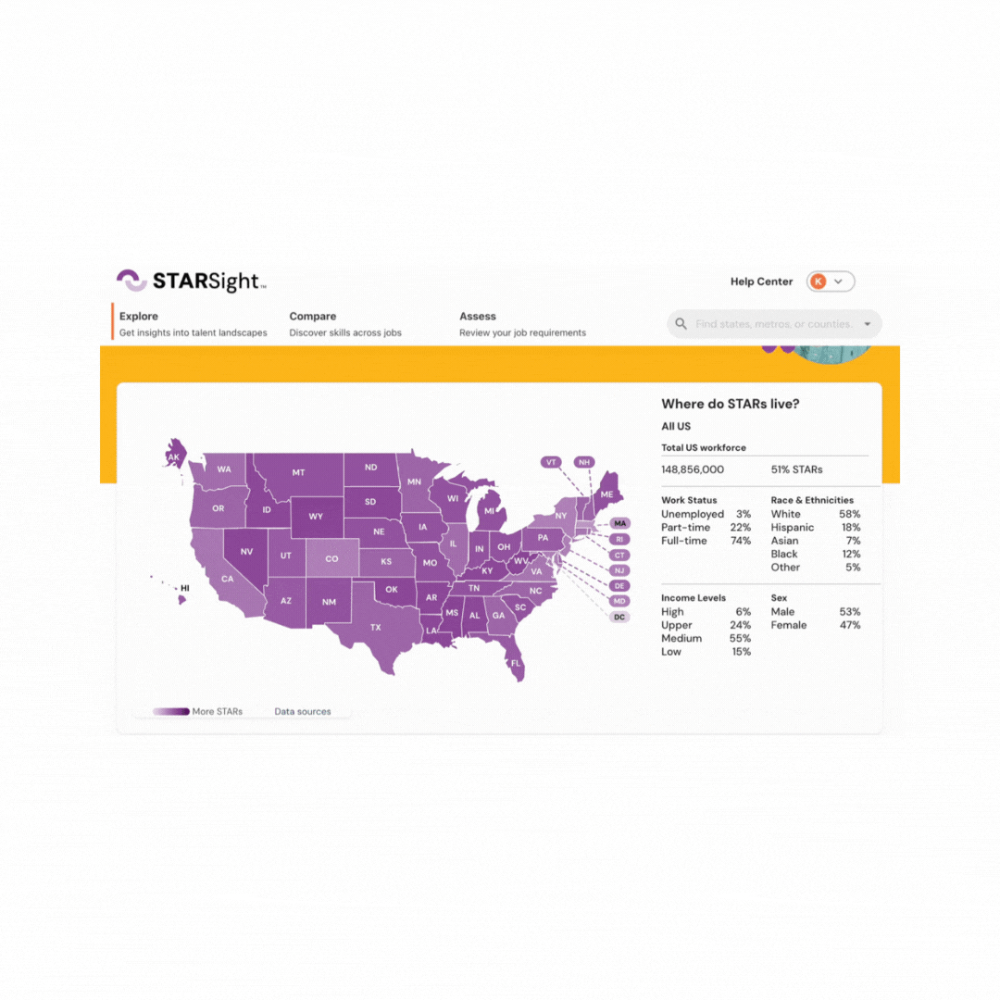 STARSight™
Help Center
K
Explore
Get insights into talent landscapes
Compare
Discover skills across jobs
Assess
Review your job requirements
Find states, metros, or counties.
AK
WA
MT
ND
MN
VT
NH
ME
OR
ID
WY
SD
WI
MI
NY
MA
RI
CT
NJ
DE
MD
DC
NV
UT
CO
NE
IA
IL
IN
OH
PA
CA
KS
MO
KY
WV
VA
HI
AZ
NM
OK
AR
TN
NC
TX
LA
MS
AL
GA
SC
FL
More STARs
Data sources
Where do STARs live?
All US
Total US workforce
148,856,000 51% STARs
Work Status
Unemployed 3%
Part-time 22%
Full-time 74%
Race & Ethnicities
White 58%
Hispanic 18%
Asian 7%
Black 12%
Other 5%
Income Levels
High 6%
Upper 24%
Medium 55%
Low 15%
Sex
Male 53%
Female 47%